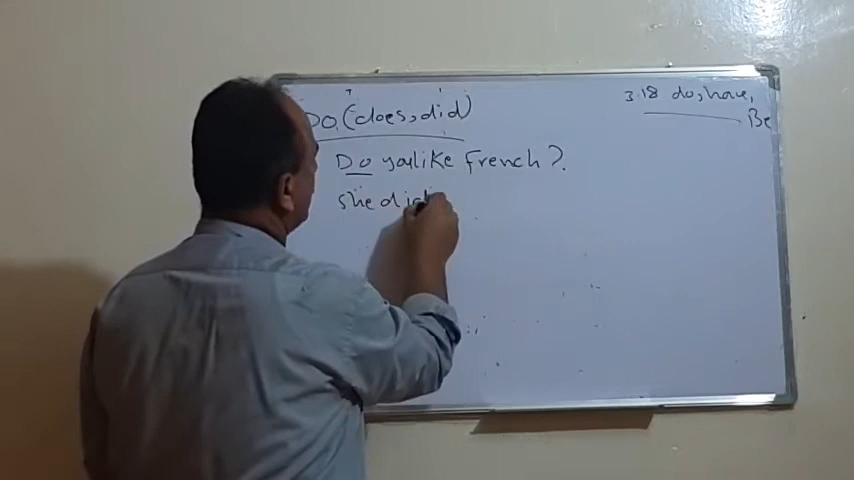 3.18 do, have,
Be
Do (does, did)
Do you like French?
she did